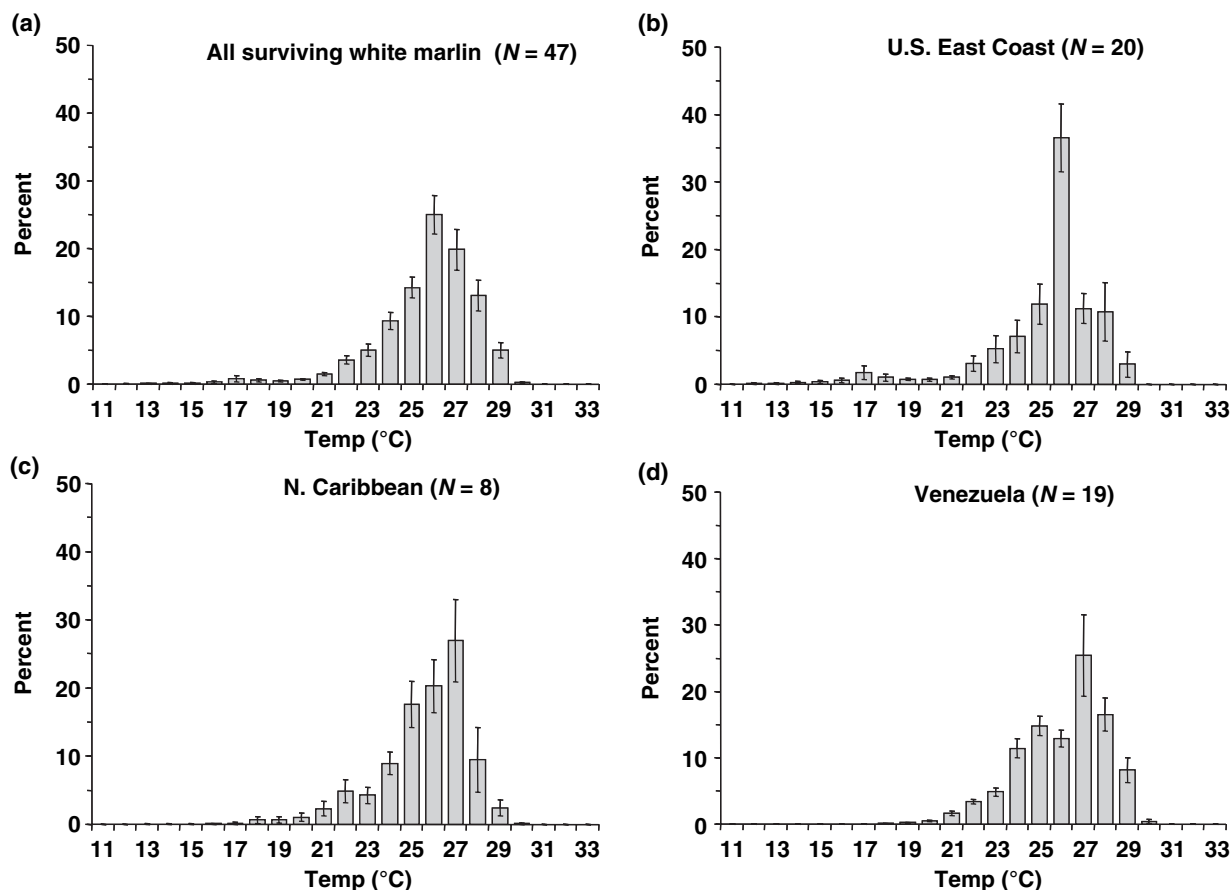 (a)
All surviving white marlin (N = 47)
Percent
50
40
30
20
10
0
11 13 15 17 19 21 23 25 27 29 31 33
Temp (°C)
(b)
U.S. East Coast (N = 20)
Percent
50
40
30
20
10
0
11 13 15 17 19 21 23 25 27 29 31 33
Temp (°C)
(c)
N. Caribbean (N = 8)
Percent
50
40
30
20
10
0
11 13 15 17 19 21 23 25 27 29 31 33
Temp (°C)
(d)
Venezuela (N = 19)
Percent
50
40
30
20
10
0
11 13 15 17 19 21 23 25 27 29 31 33
Temp (°C)